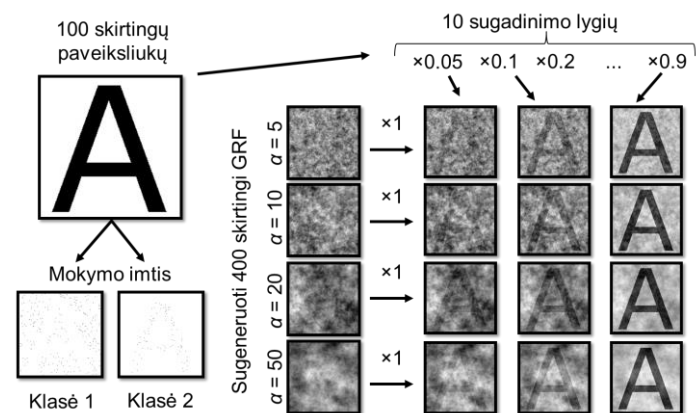 100 skirtingų
paveiksliukų
A
Mokymo imtis
Klasė 1 Klasė 2
10 sugadinimo lygių
×0.05 ×0.1 ×0.2 ... ×0.9
Sugeneruoti 400 skirtingi GRF
α = 5 ×1 A A A
α = 10 ×1 A A A
α = 20 ×1 A A A
α = 50 ×1 A A A